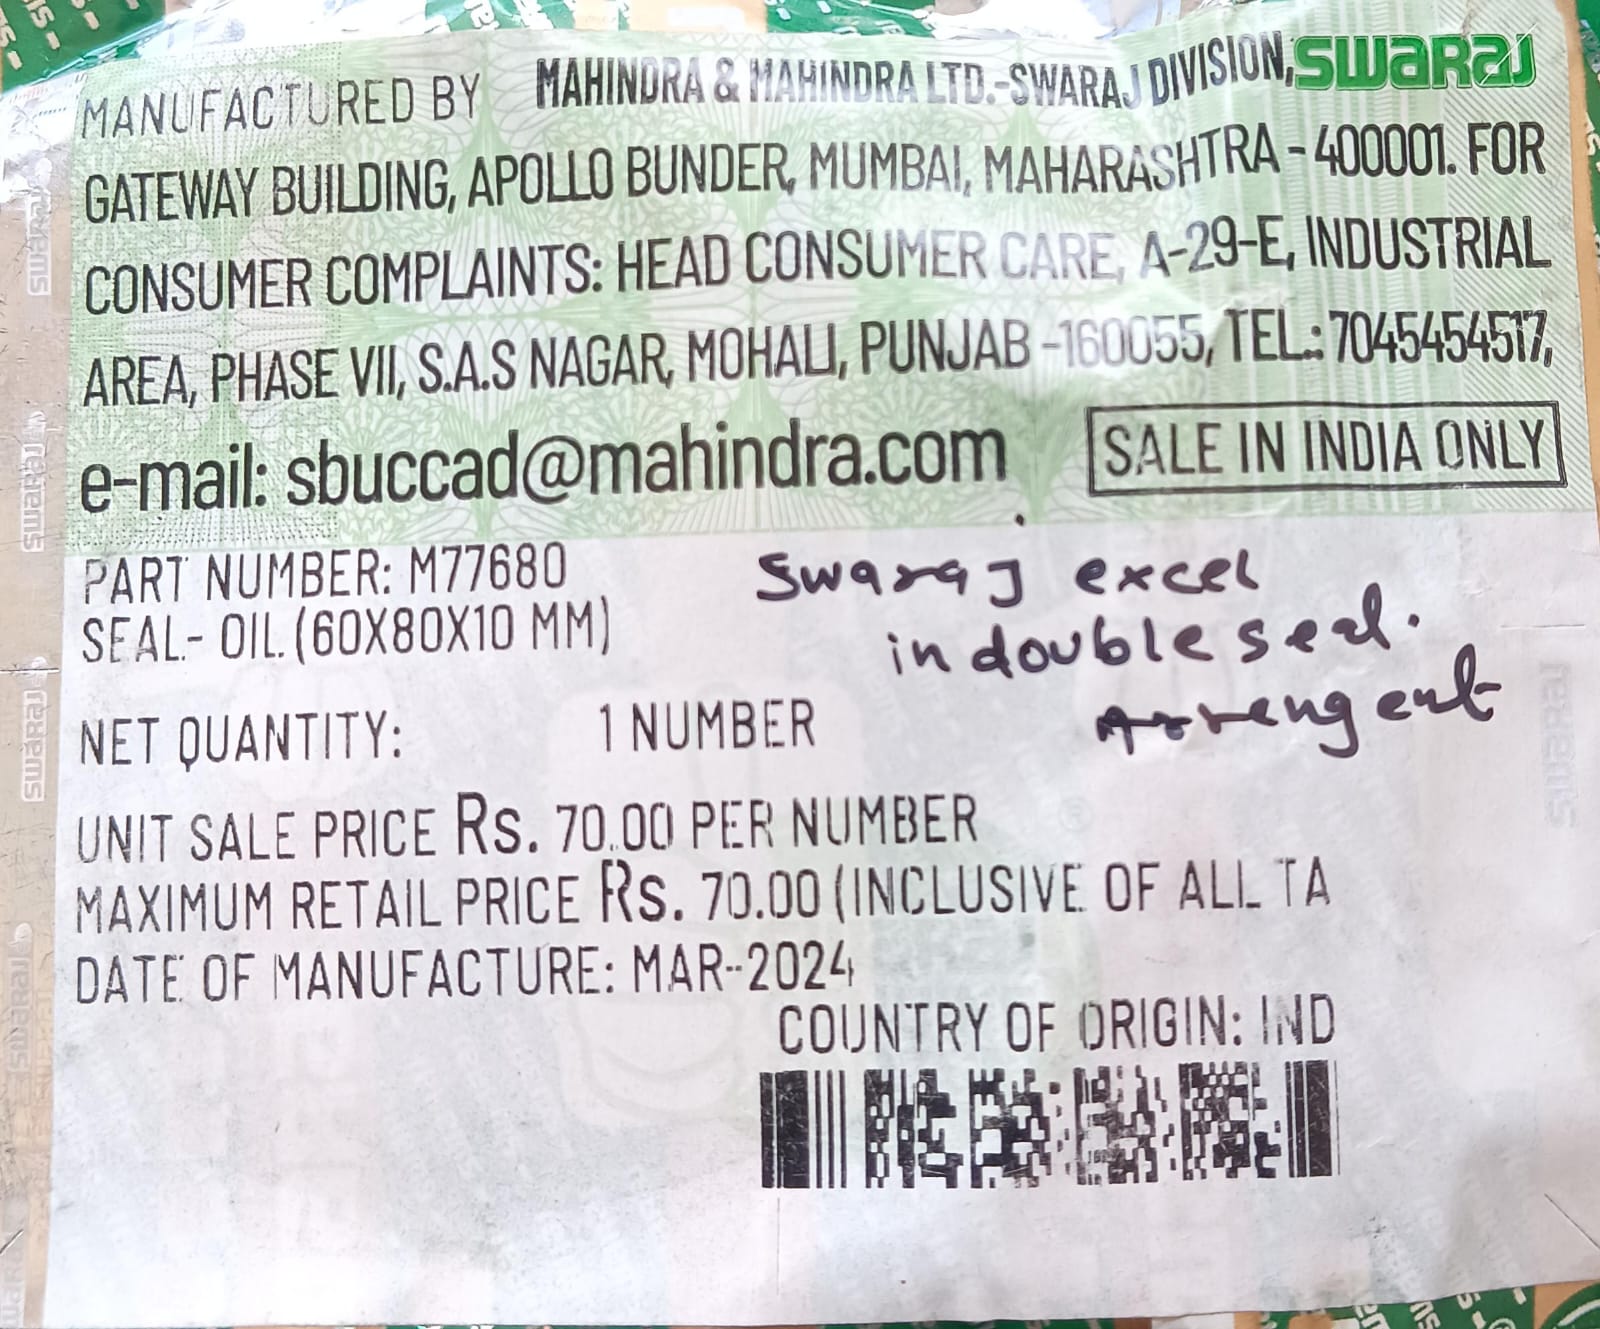 MANUFACTURED BY MAHINDRA & MAHINDRA LTD.-SWARAJ DIVISION, SWARAJ
GATEWAY BUILDING, APOLLO BUNDER, MUMBAI, MAHARASHTRA - 400001. FOR
CONSUMER COMPLAINTS: HEAD CONSUMER CARE, A-29-E, INDUSTRIAL
AREA, PHASE VII, S.A.S NAGAR, MOHALI, PUNJAB -160055, TEL.: 7045454517,
e-mail: sbuccad@mahindra.com SALE IN INDIA ONLY
PART NUMBER: M77680
SEAL- OIL (60X80X10 MM)
Swaraj excel
in double seal.
Arrengent
NET QUANTITY: 1 NUMBER
UNIT SALE PRICE Rs. 70.00 PER NUMBER
MAXIMUM RETAIL PRICE Rs. 70.00 (INCLUSIVE OF ALL TA
DATE OF MANUFACTURE: MAR-2024
COUNTRY OF ORIGIN: IND